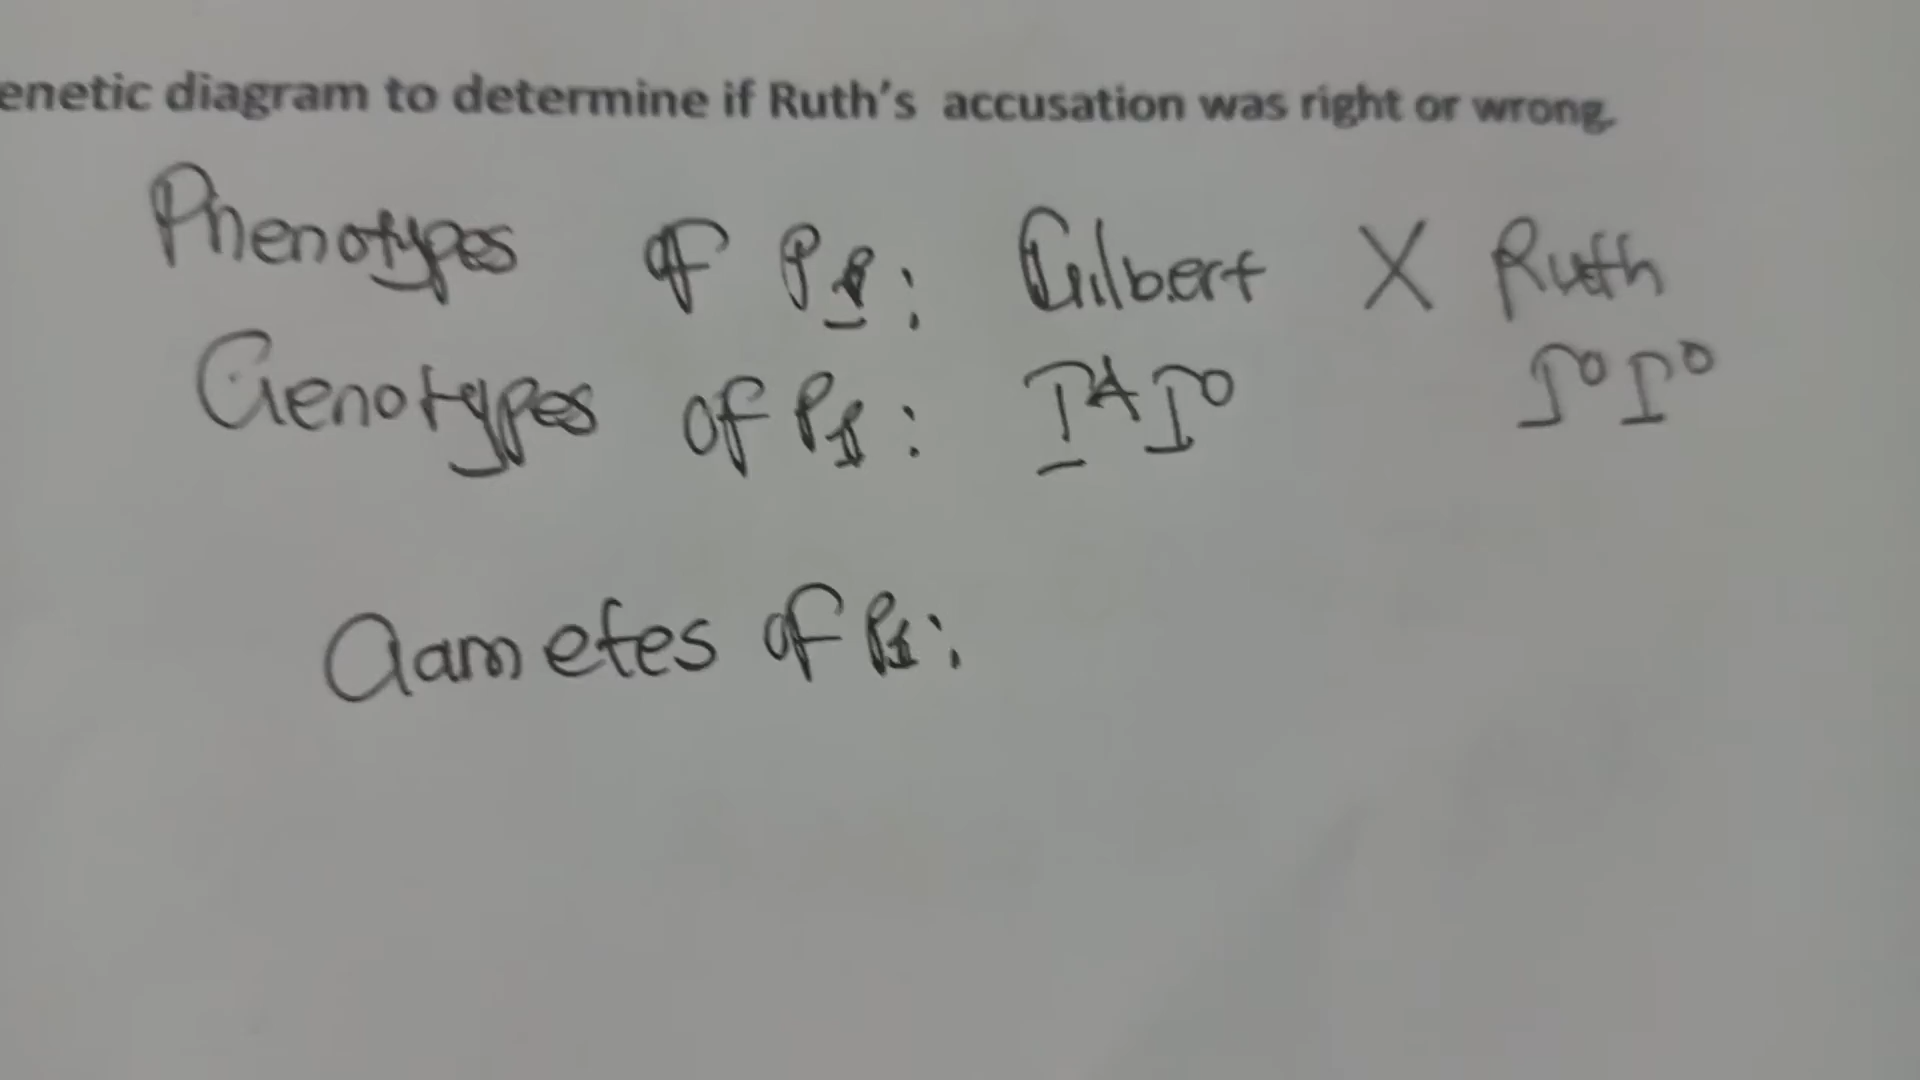 enetic diagram to determine if Ruth's accusation was right or wrong.
Phenotypes of P1: Gilbert X Ruth
Genotypes of P1: IᴬIᴼ IᴼIᴼ
Gametes of P1: